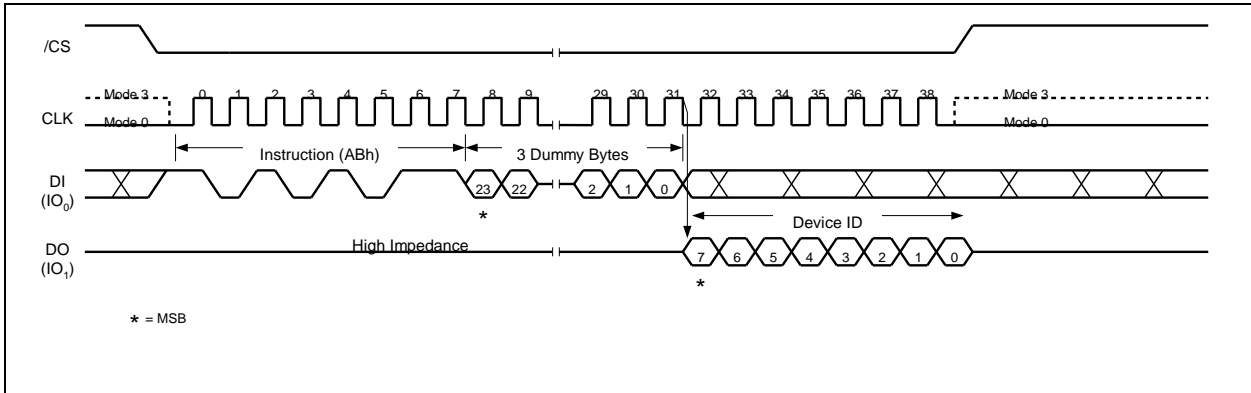 /CS
Mode 3 0 1 2 3 4 5 6 7 8 9 29 30 31 32 33 34 35 36 37 38 Mode 3
CLK
Mode 0 Mode 0
Instruction (ABh) 3 Dummy Bytes
DI
(IO0)
23 22 2 1 0
*
Device ID
High Impedance
DO
(IO1)
7 6 5 4 3 2 1 0
*
* = MSB